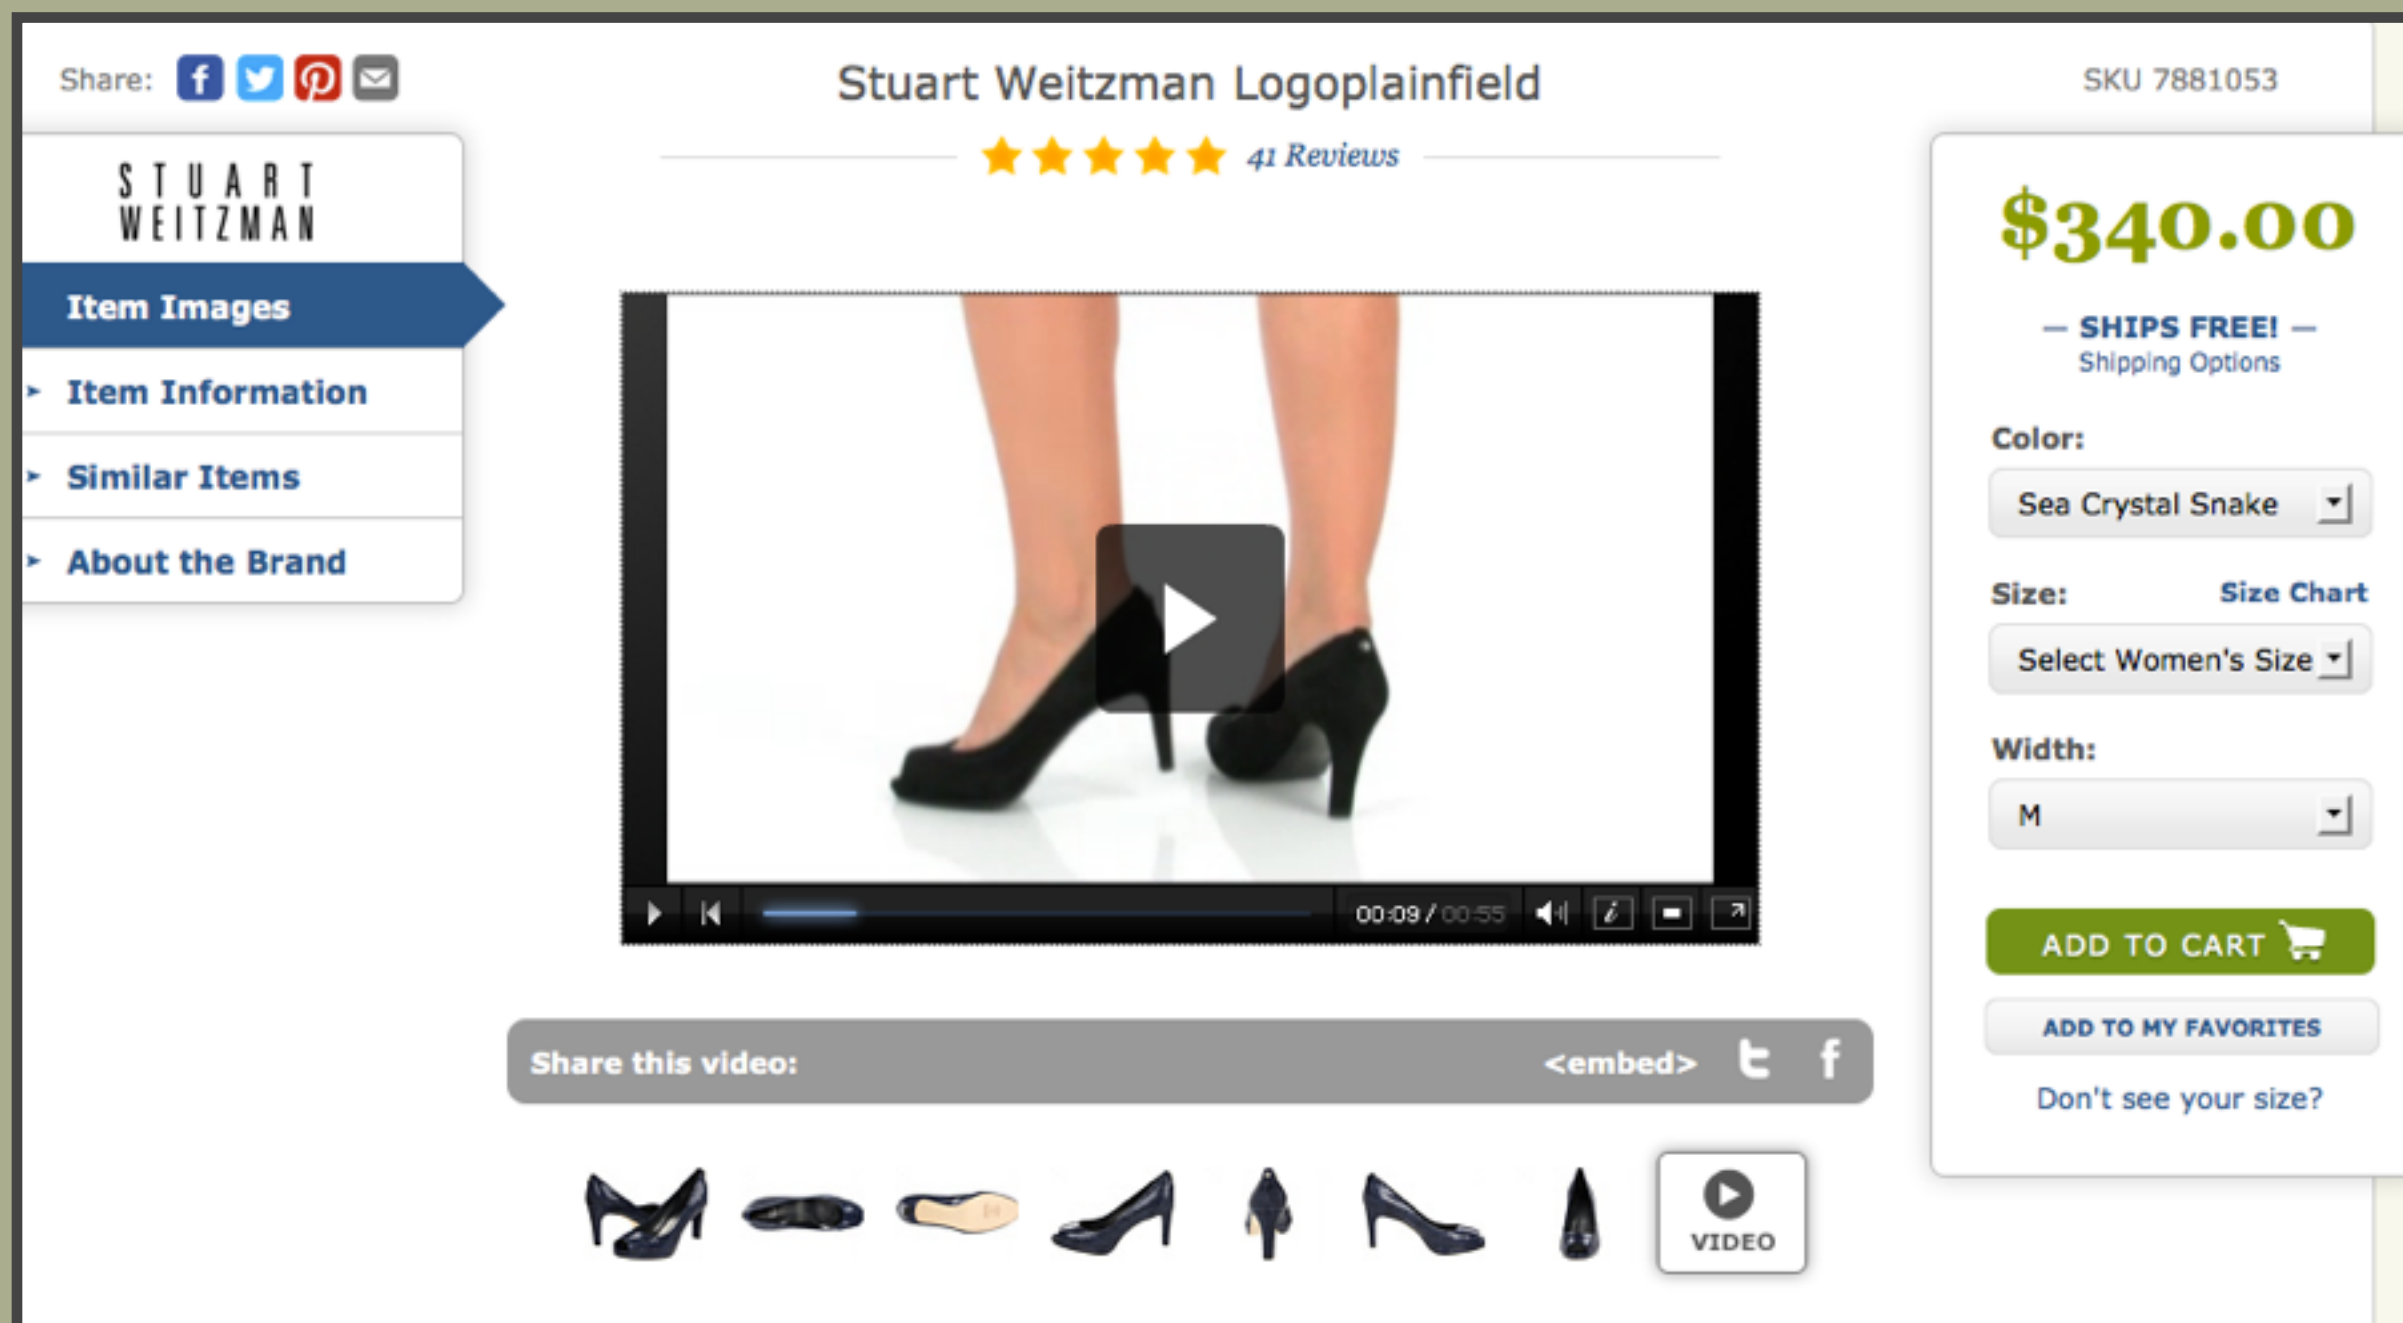 Share:
Stuart Weitzman Logoplainfield
SKU 7881053
41 Reviews
STUART
WEITZMAN
Item Images
Item Information
Similar Items
About the Brand
00:09 / 00:55
Share this video:
<embed>
VIDEO
$340.00
— SHIPS FREE! —
Shipping Options
Color:
Sea Crystal Snake
Size: Size Chart
Select Women's Size
Width:
M
ADD TO CART
ADD TO MY FAVORITES
Don't see your size?